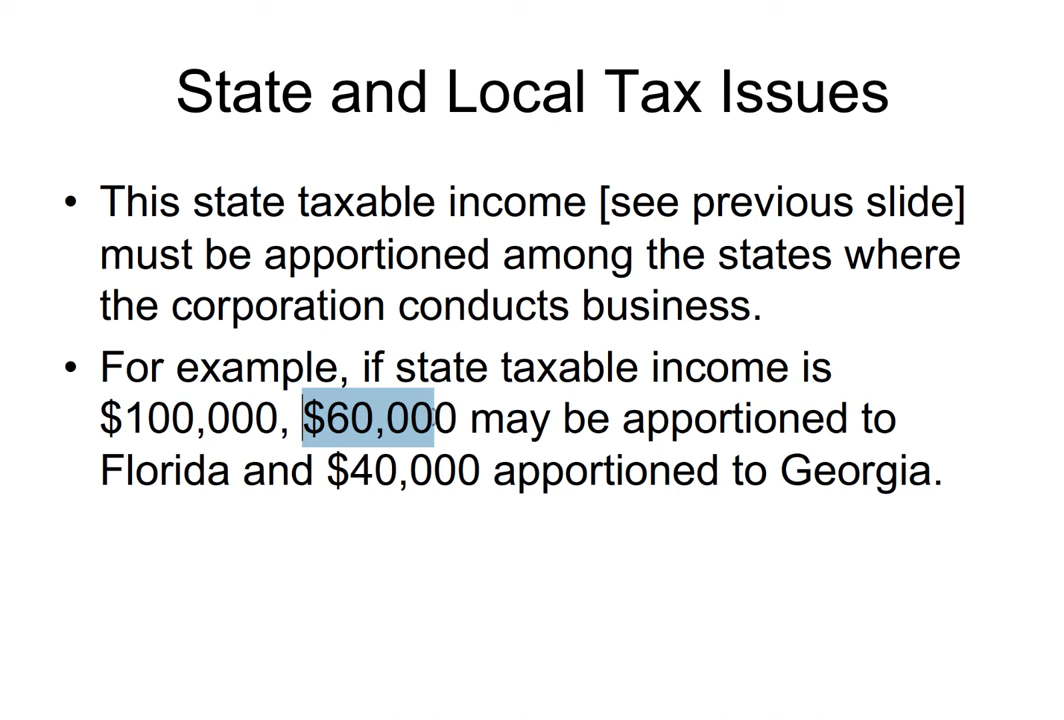 State and Local Tax Issues
• This state taxable income [see previous slide]
must be apportioned among the states where
the corporation conducts business.
• For example, if state taxable income is
$100,000, $60,000 may be apportioned to
Florida and $40,000 apportioned to Georgia.